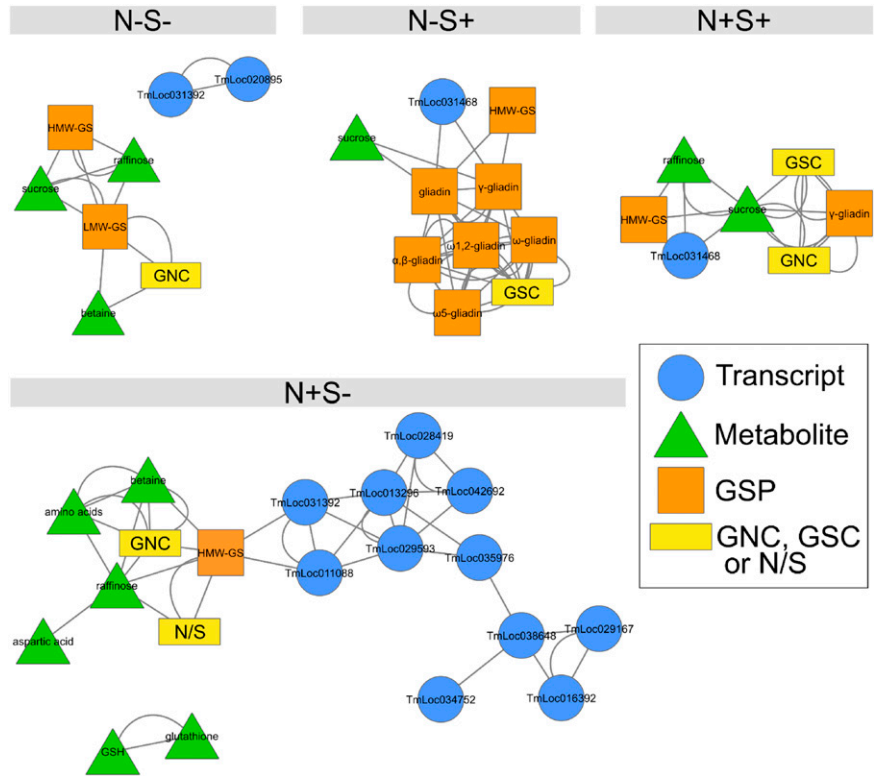 N-S-
N-S+
N+S+
TmLoc020895
TmLoc031392
HMW-GS
raffinose
sucrose
LMW-GS
GNC
betaine
TmLoc031468
HMW-GS
sucrose
gliadin
γ-gliadin
ω1,2-gliadin
ω-gliadin
α,β-gliadin
GSC
ω5-gliadin
raffinose
GSC
sucrose
HMW-GS
γ-gliadin
TmLoc031468
GNC
N+S-
TmLoc028419
betaine
TmLoc042692
TmLoc031392
TmLoc013296
amino acids
GNC
HMW-GS
TmLoc029593
TmLoc035976
TmLoc011088
raffinose
N/S
aspartic acid
TmLoc038648
TmLoc029167
TmLoc034752
TmLoc016392
glutathione
GSH
Transcript
Metabolite
GSP
GNC, GSC
or N/S